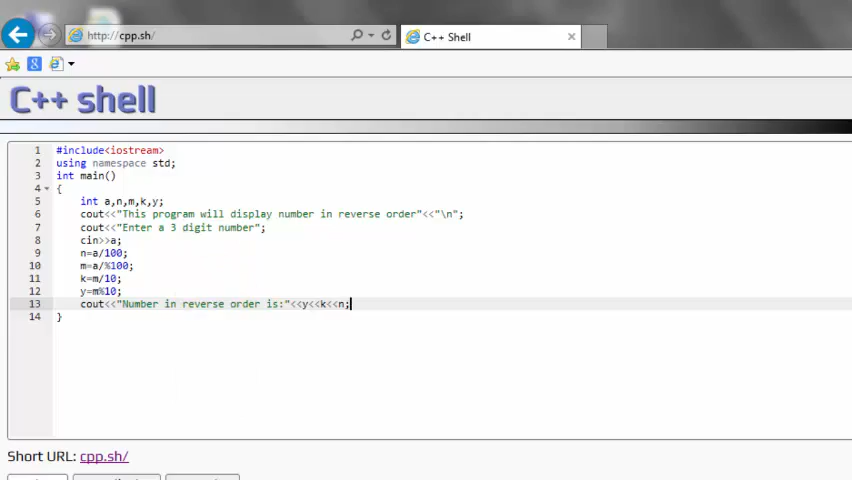 http://cpp.sh/
C++ Shell
C++ shell
1 #include<iostream>
2 using namespace std;
3 int main()
4 {
5 int a,n,m,k,y;
6 cout<<"This program will display number in reverse order"<<"\n";
7 cout<<"Enter a 3 digit number";
8 cin>>a;
9 n=a/100;
10 m=a/%100;
11 k=m/10;
12 y=m%10;
13 cout<<"Number in reverse order is:"<<y<<k<<n;
14 }
Short URL: cpp.sh/